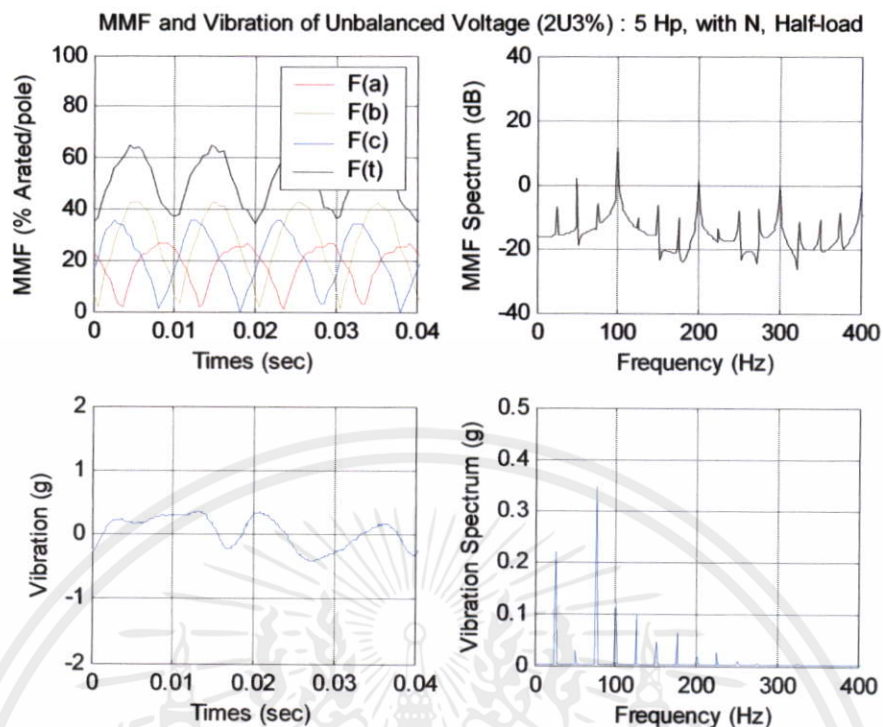 MMF and Vibration of Unbalanced Voltage (2U3%) : 5 Hp, with N, Half-load
MMF (% Arated/pole)
100
80
60
40
20
0
F(a)
F(b)
F(c)
F(t)
0 0.01 0.02 0.03 0.04
Times (sec)
MMF Spectrum (dB)
40
20
0
-20
-40
0 100 200 300 400
Frequency (Hz)
Vibration (g)
2
1
0
-1
-2
0 0.01 0.02 0.03 0.04
Times (sec)
Vibration Spectrum (g)
0.5
0.4
0.3
0.2
0.1
0
0 100 200 300 400
Frequency (Hz)